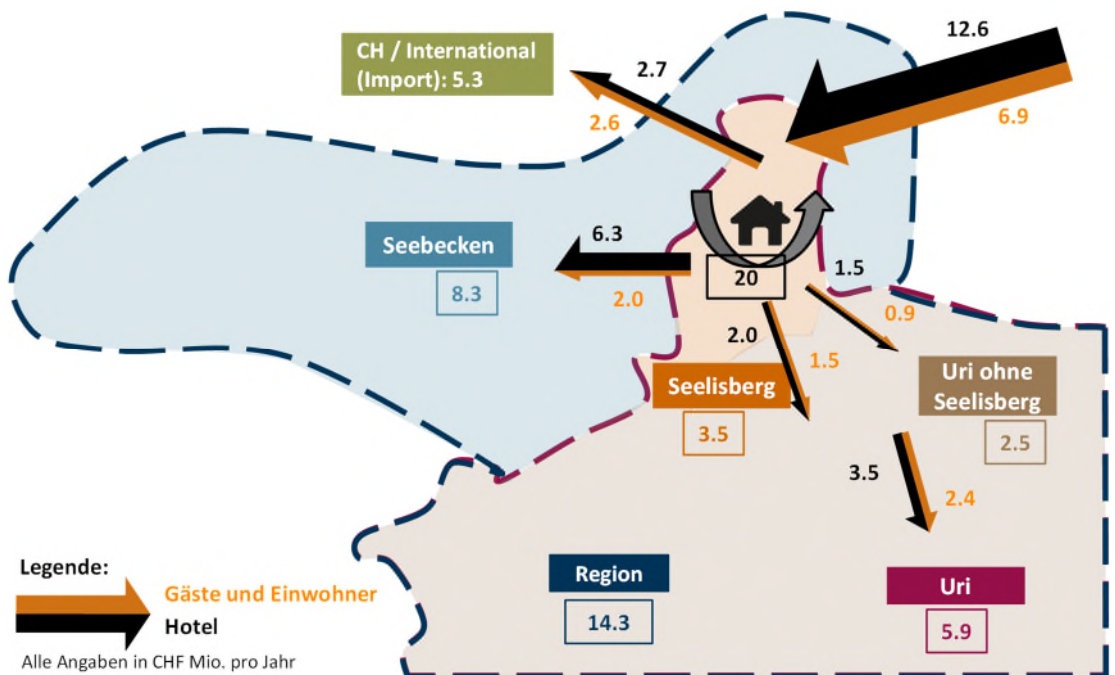 CH / International
(Import): 5.3
2.7
2.6
12.6
6.9
Seebecken
8.3
6.3
2.0
20
1.5
0.9
2.0
1.5
Seelisberg
3.5
Uri ohne
Seelisberg
2.5
3.5
2.4
Region
14.3
Uri
5.9
Legende:
Gäste und Einwohner
Hotel
Alle Angaben in CHF Mio. pro Jahr